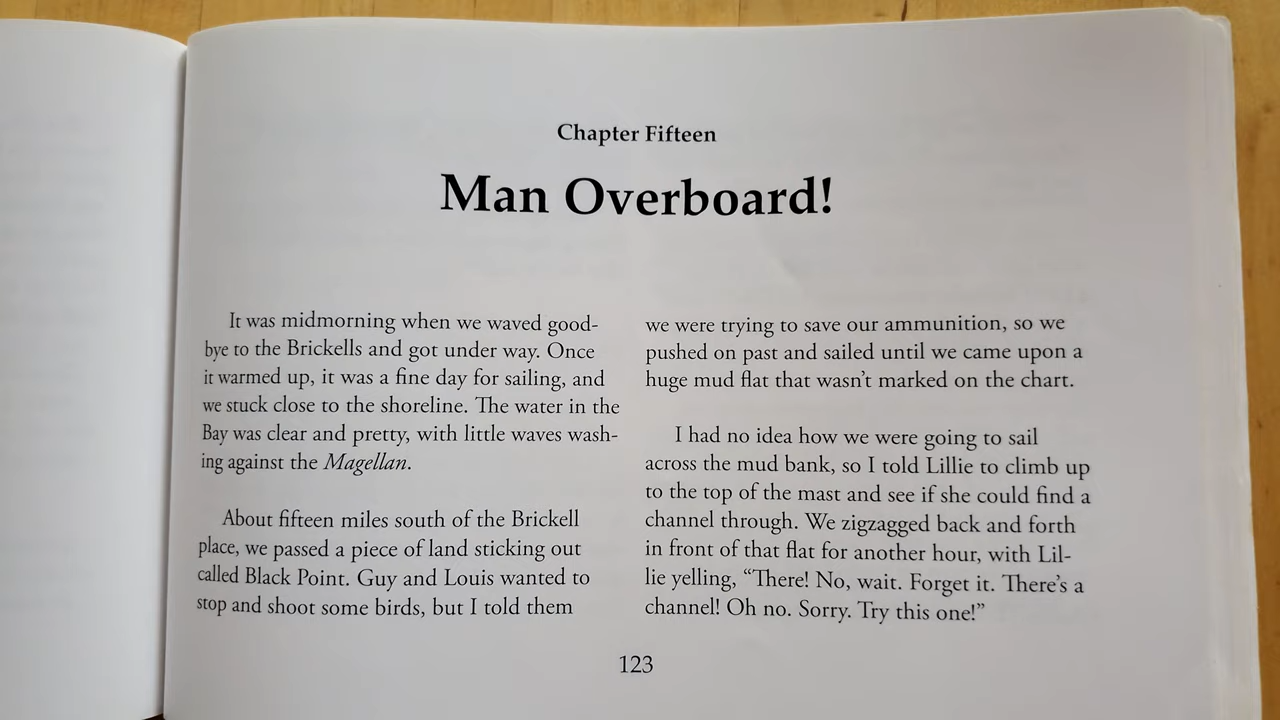 Chapter Fifteen
Man Overboard!
It was midmorning when we waved good-
bye to the Brickells and got under way. Once
it warmed up, it was a fine day for sailing, and
we stuck close to the shoreline. The water in the
Bay was clear and pretty, with little waves wash-
ing against the Magellan.
About fifteen miles south of the Brickell
place, we passed a piece of land sticking out
called Black Point. Guy and Louis wanted to
stop and shoot some birds, but I told them
we were trying to save our ammunition, so we
pushed on past and sailed until we came upon a
huge mud flat that wasn’t marked on the chart.
I had no idea how we were going to sail
across the mud bank, so I told Lillie to climb up
to the top of the mast and see if she could find a
channel through. We zigzagged back and forth
in front of that flat for another hour, with Lil-
lie yelling, “There! No, wait. Forget it. There’s a
channel! Oh no. Sorry. Try this one!”
123